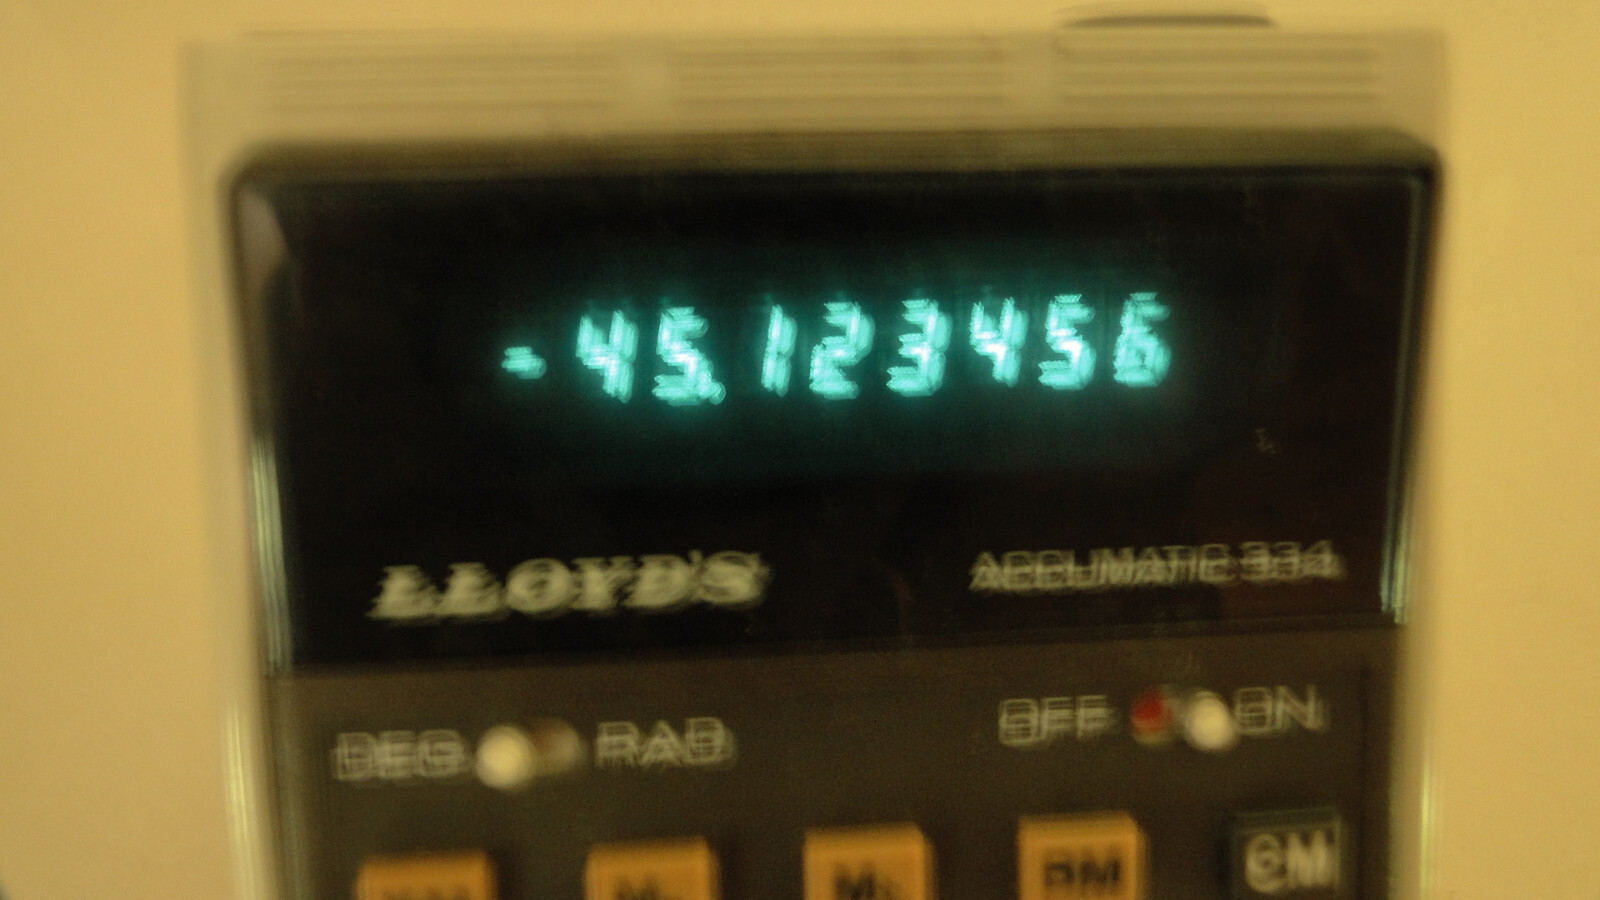 -45.123456
LLOYD'S
ACCUMATIC 334
DEG RAD
OFF ON
RM CM